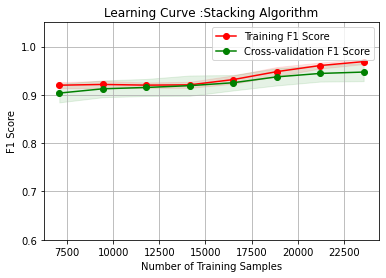 Learning Curve :Stacking Algorithm
Training F1 Score
Cross-validation F1 Score
F1 Score
1.0
0.9
0.8
0.7
0.6
7500 10000 12500 15000 17500 20000 22500
Number of Training Samples